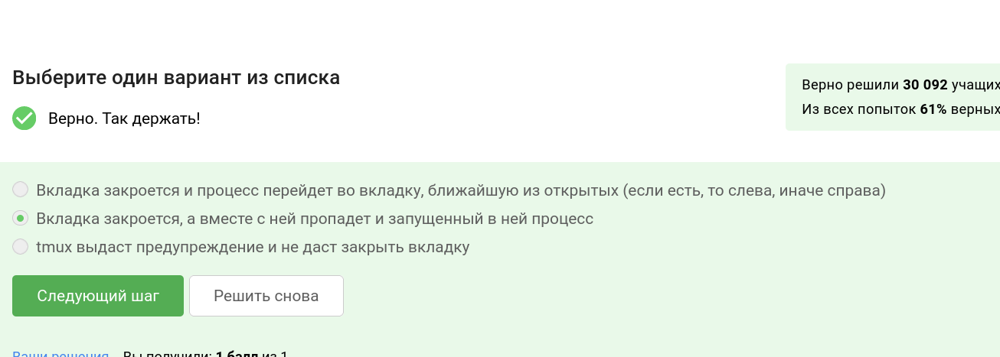 Выберите один вариант из списка
Верно решили 30 092 учащих
Верно. Так держать!
Из всех попыток 61% верных
Вкладка закроется и процесс перейдет во вкладку, ближайшую из открытых (если есть, то слева, иначе справа)
Вкладка закроется, а вместе с ней пропадет и запущенный в ней процесс
tmux выдаст предупреждение и не даст закрыть вкладку
Следующий шаг
Решить снова
Ваши решения Вы получили: 1 балл из 1